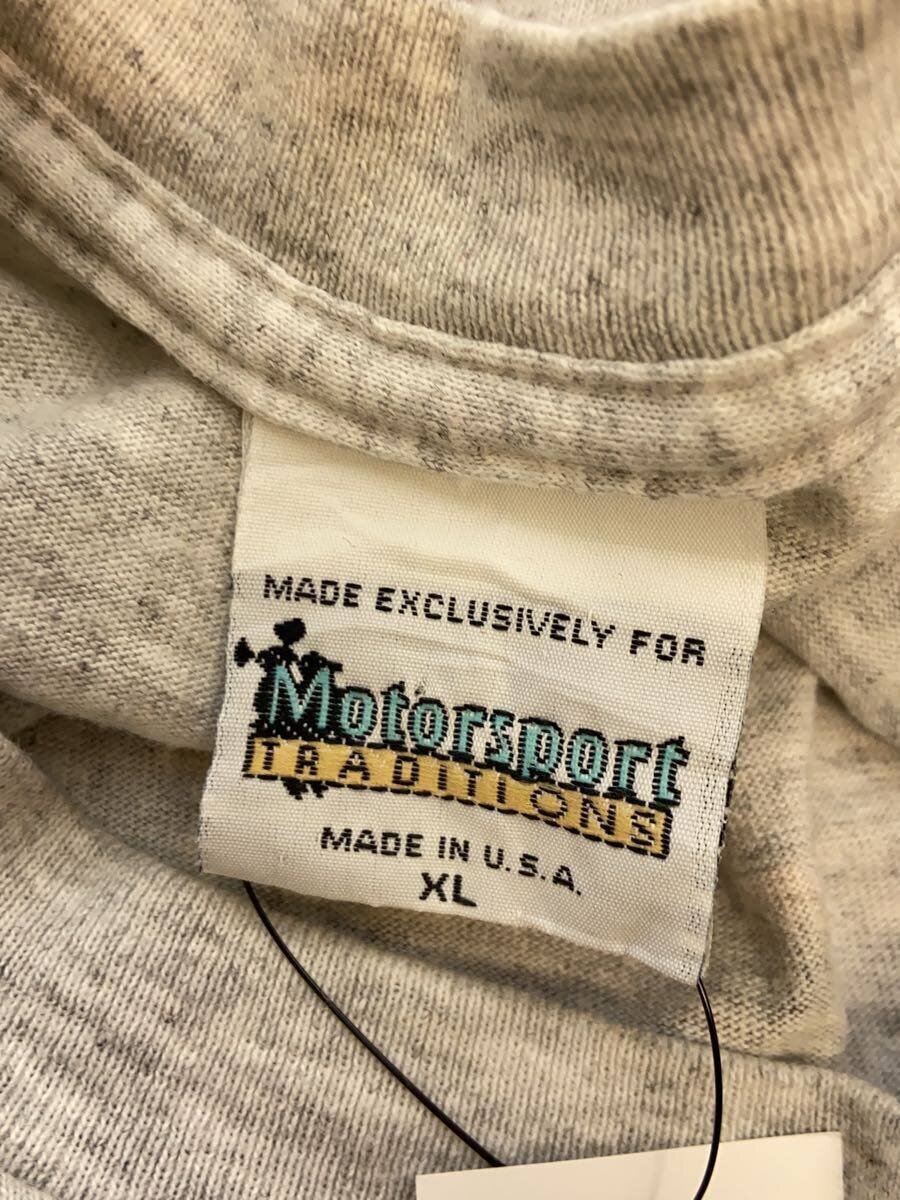 MADE EXCLUSIVELY FOR
Motorsport
TRADITIONS
MADE IN U.S.A.
XL